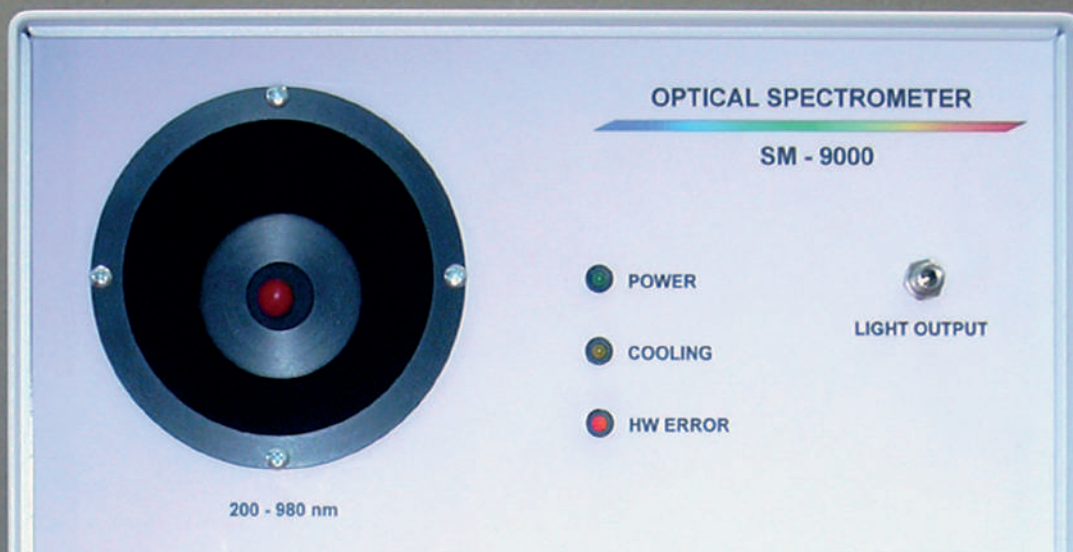 OPTICAL SPECTROMETER
SM - 9000
POWER
LIGHT OUTPUT
COOLING
HW ERROR
200 - 980 nm